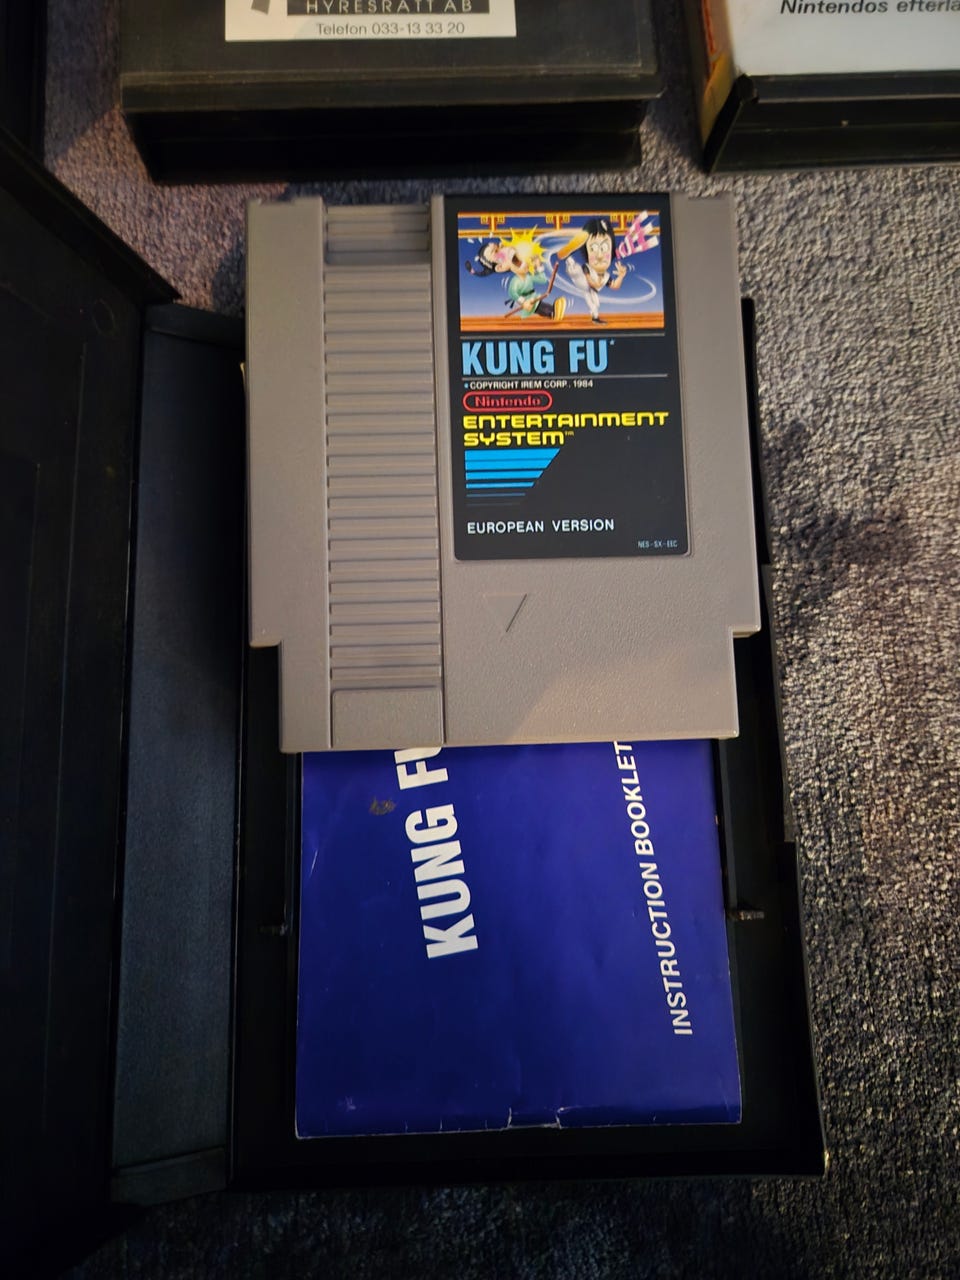 HYRESRÄTT AB
Telefon 033-13 33 20
Nintendos efterla
KUNG FU
COPYRIGHT IREM CORP. 1984
Nintendo
ENTERTAINMENT
SYSTEM™
EUROPEAN VERSION
NES-SX-EEC
KUNG FU
INSTRUCTION BOOKLET